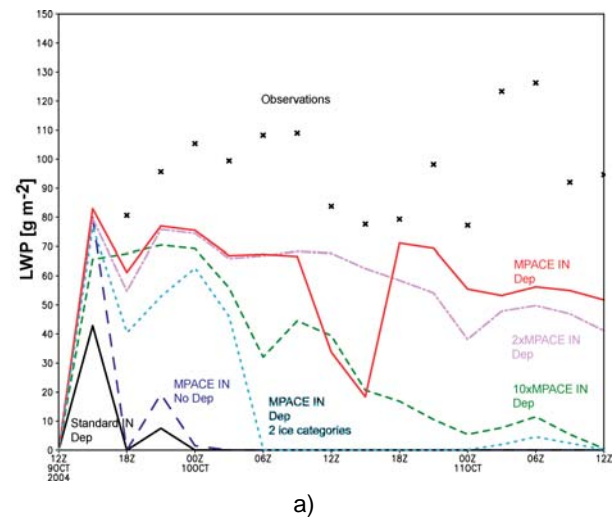 150
140
130
120
110
100
90
80
70
60
50
40
30
20
10
0
LWP [g m-2]
Observations
MPACE IN
Dep
2xMPACE IN
Dep
10xMPACE IN
Dep
MPACE IN
No Dep
MPACE IN
Dep
2 ice categories
Standard IN
Dep
12Z
9OCT
2004
18Z
00Z
10OCT
06Z
12Z
18Z
00Z
11OCT
06Z
12Z
a)